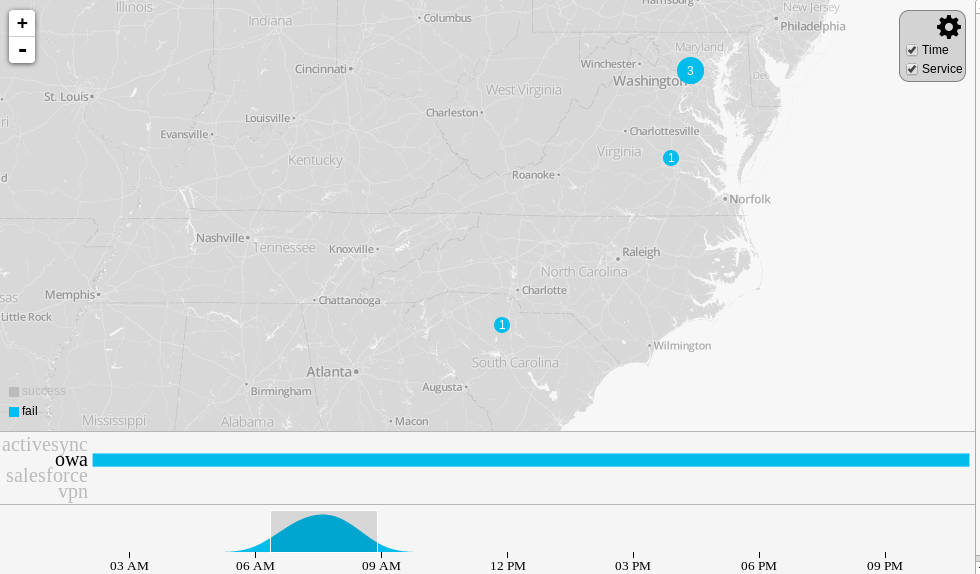 +
-
Illinois
Indiana
Columbus
Harrisburg
New Jersey
Philadelphia
Time
Service
Cincinnati
Winchester
Maryland
3
Washington
De
St. Louis
West Virginia
Louisville
Charleston
ri
Evansville
Charlottesville
Kentucky
Virginia
1
d
Roanoke
Norfolk
Nashville
Tennessee
Knoxville
Raleigh
North Carolina
sas
Memphis
Chattanooga
Charlotte
Little Rock
1
Wilmington
South Carolina
Atlanta
success
Birmingham
Augusta
fail
Mississippi
Alabama
Macon
activesync
owa
salesforce
vpn
03 AM 06 AM 09 AM 12 PM 03 PM 06 PM 09 PM